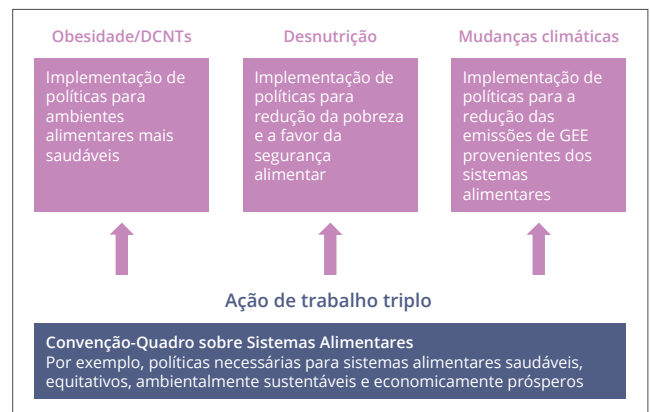 Obesidade/DCNTs
Implementação de
políticas para
ambientes
alimentares mais
saudáveis
Desnutrição
Implementação de
políticas para
redução da pobreza
e a favor da
segurança
alimentar
Mudanças climáticas
Implementação de
políticas para a
redução das
emissões de GEE
provenientes dos
sistemas
alimentares
Ação de trabalho triplo
Convenção-Quadro sobre Sistemas Alimentares
Por exemplo, políticas necessárias para sistemas alimentares saudáveis,
equitativos, ambientalmente sustentáveis e economicamente prósperos